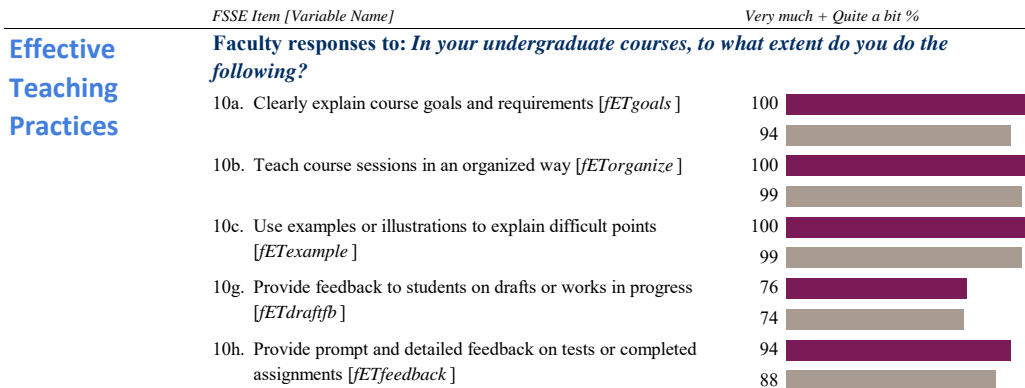 FSSE Item [Variable Name] Very much + Quite a bit %
Effective
Teaching
Practices
Faculty responses to: In your undergraduate courses, to what extent do you do the
following?
10a. Clearly explain course goals and requirements [fETgoals ] 100
94
10b. Teach course sessions in an organized way [fETorganize ] 100
99
10c. Use examples or illustrations to explain difficult points 100
[fETexample ] 99
10g. Provide feedback to students on drafts or works in progress 76
[fETdraftfb ] 74
10h. Provide prompt and detailed feedback on tests or completed 94
assignments [fETfeedback ] 88